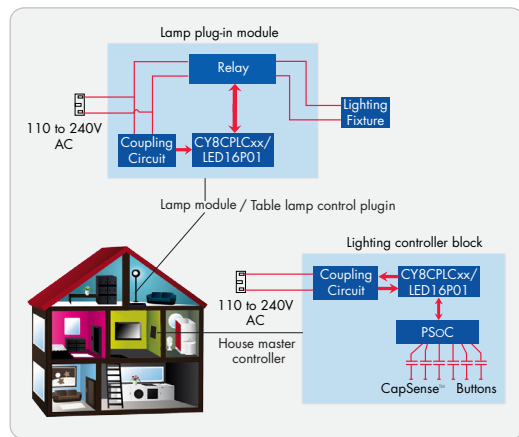 Lamp plug-in module
Relay
110 to 240V
AC
Lighting
Fixture
Coupling
Circuit
CY8CPLCxx/
LED16P01
Lamp module / Table lamp control plugin
Lighting controller block
110 to 240V
AC
Coupling
Circuit
CY8CPLCxx/
LED16P01
House master
controller
PSOC
CapSense™ Buttons